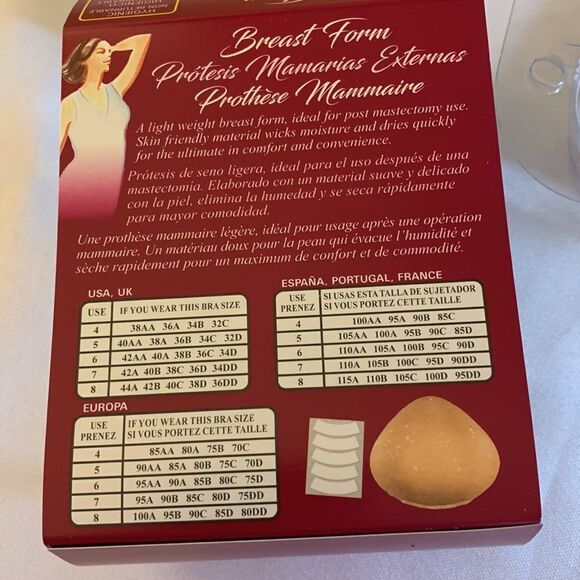 HYGIENIC
NON RETURNABLE
HIGIENICO
Breast Form
Prótesis Mamarias Externas
Prothèse Mammaire
A light weight breast form, ideal for post mastectomy use.
Skin friendly material wicks moisture and dries quickly
for the ultimate in comfort and convenience.
Prótesis de seno ligera, ideal para el uso después de una
mastectomía. Elaborado con un material suave y delicado
con la piel, elimina la humedad y se seca rápidamente
para mayor comodidad.
Une prothèse mammaire légère, idéal pour usage après une opération
mammaire. Un matériau doux pour la peau qui évacue l'humidité et
sèche rapidement pour un maximum de confort et de commodité.
USA, UK
USE IF YOU WEAR THIS BRA SIZE
4 38AA 36A 34B 32C
5 40AA 38A 36B 34C 32D
6 42AA 40A 38B 36C 34D
7 42A 40B 38C 36D 34DD
8 44A 42B 40C 38D 36DD
ESPAÑA, PORTUGAL, FRANCE
USE SI USAS ESTA TALLA DE SUJETADOR
PRENEZ SI VOUS PORTEZ CETTE TAILLE
4 100AA 95A 90B 85C
5 105AA 100A 95B 90C 85D
6 110AA 105A 100B 95C 90D
7 110A 105B 100C 95D 90DD
8 115A 110B 105C 100D 95DD
EUROPA
USE IF YOU WEAR THIS BRA SIZE
PRENEZ SI VOUS PORTEZ CETTE TAILLE
4 85AA 80A 75B 70C
5 90AA 85A 80B 75C 70D
6 95AA 90A 85B 80C 75D
7 95A 90B 85C 80D 75DD
8 100A 95B 90C 85D 80DD